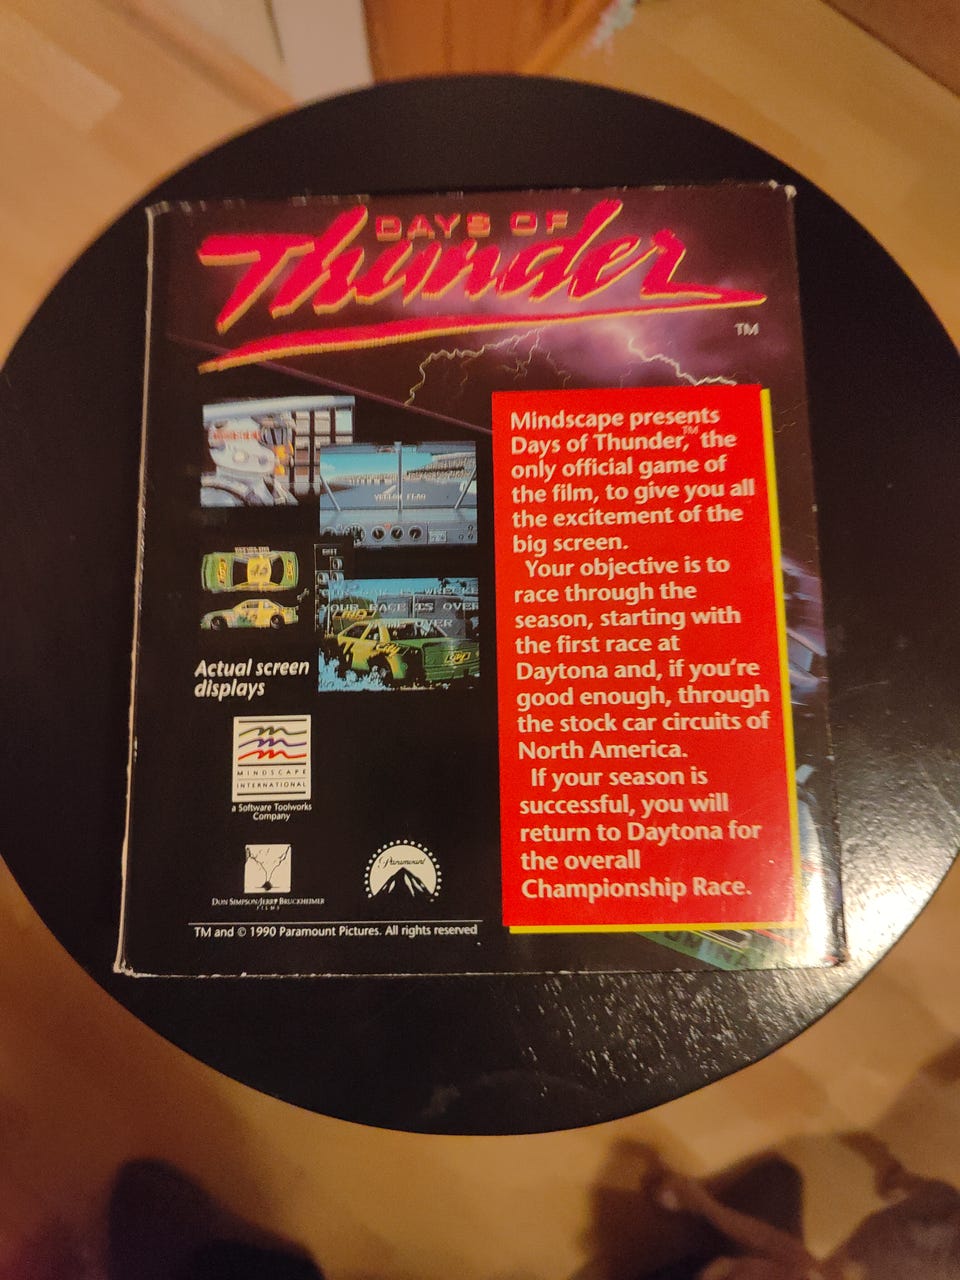 DAYS OF
Thunder
TM
Mindscape presents
Days of Thunder,™ the
only official game of
the film, to give you all
the excitement of the
big screen.
Your objective is to
race through the
season, starting with
the first race at
Daytona and, if you're
good enough, through
the stock car circuits of
North America.
If your season is
successful, you will
return to Daytona for
the overall
Championship Race.
YELLOW FLAG
EXIT
YOUR RACE IS OVER
GAME OVER
Actual screen
displays
MINDSCAPE
INTERNATIONAL
a Software Toolworks
Company
DON SIMPSON/JERRY BRUCKHEIMER
FILMS
Paramount
TM and © 1990 Paramount Pictures. All rights reserved